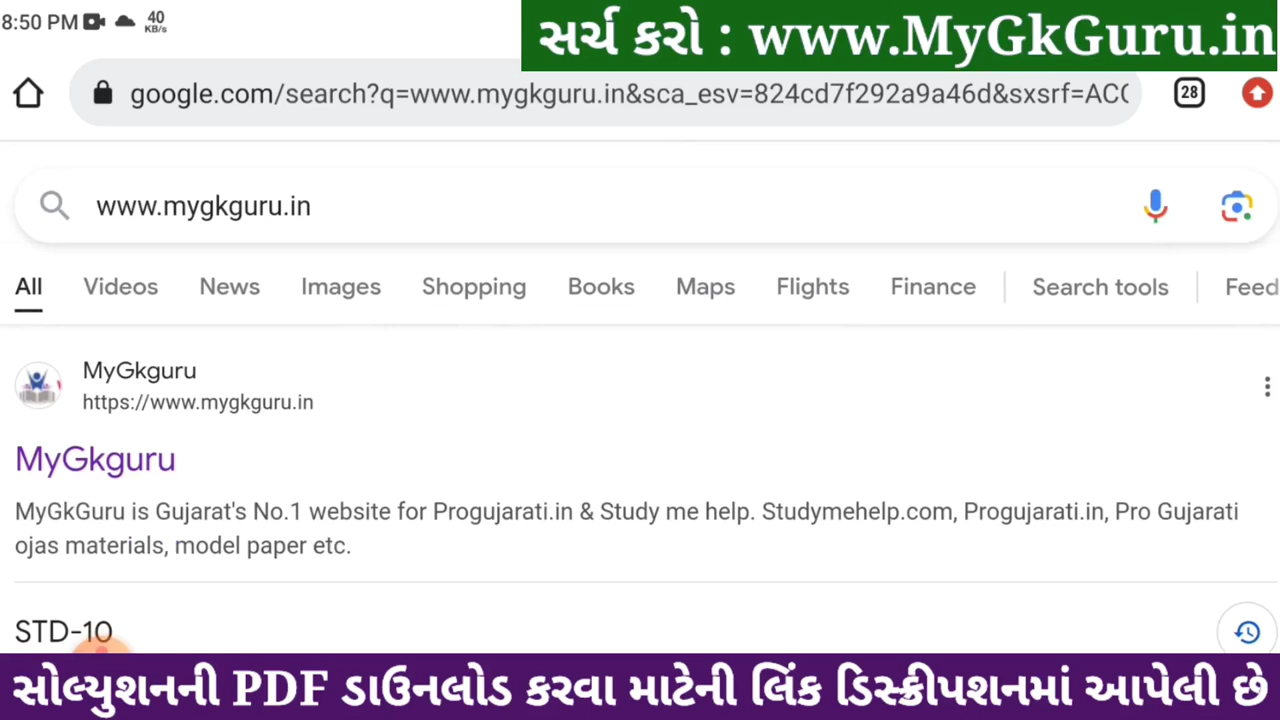 8:50 PM 40 KB/s
સર્ચ કરો : www.MyGkGuru.in
google.com/search?q=www.mygkguru.in&sca_esv=824cd7f292a9a46d&sxsrf=AC
28
www.mygkguru.in
All Videos News Images Shopping Books Maps Flights Finance Search tools Feed
MyGkguru
https://www.mygkguru.in
MyGkguru
MyGkGuru is Gujarat's No.1 website for Progujarati.in & Study me help. Studymehelp.com, Progujarati.in, Pro Gujarati
ojas materials, model paper etc.
STD-10
સોલ્યુશનની PDF ડાઉનલોડ કરવા માટેની લિંક ડિસ્ક્રીપશનમાં આપેલી છે